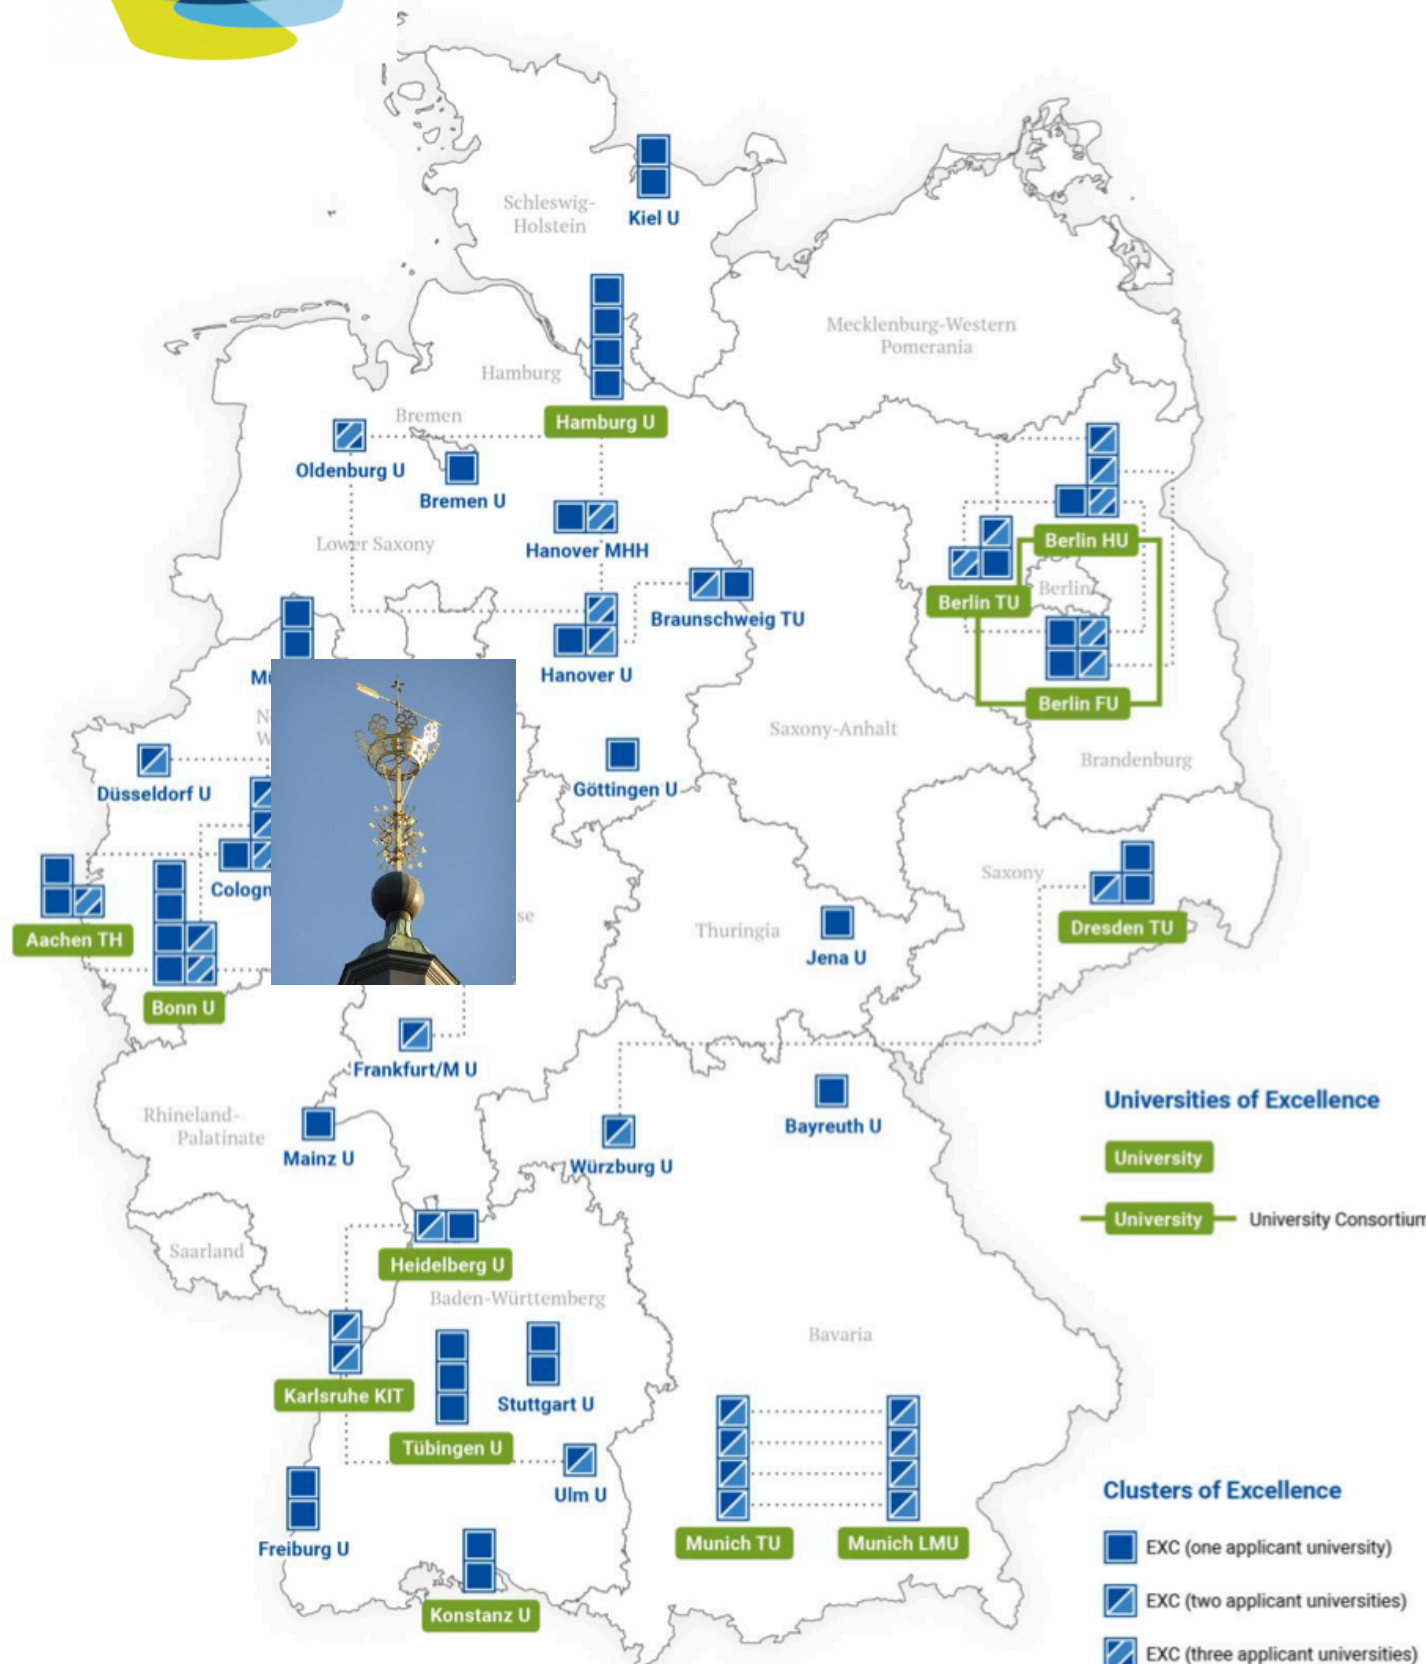 Schleswig-
Holstein
Kiel U
Mecklenburg-Western
Pomerania
Hamburg
Hamburg U
Bremen
Oldenburg U
Bremen U
Hanover MHH
Lower Saxony
Berlin HU
Berlin
Berlin TU
Braunschweig TU
Hanover U
Berlin FU
Saxony-Anhalt
Brandenburg
Düsseldorf U
Göttingen U
Saxony
Cologn
Aachen TH
se
Thuringia
Dresden TU
Jena U
Bonn U
Frankfurt/M U
Rhineland-
Palatinate
Mainz U
Würzburg U
Bayreuth U
Universities of Excellence
University
University
University Consortium
Saarland
Heidelberg U
Baden-Württemberg
Bavaria
Karlsruhe KIT
Stuttgart U
Tübingen U
Ulm U
Freiburg U
Munich TU
Munich LMU
Konstanz U
Clusters of Excellence
EXC (one applicant university)
EXC (two applicant universities)
EXC (three applicant universities)